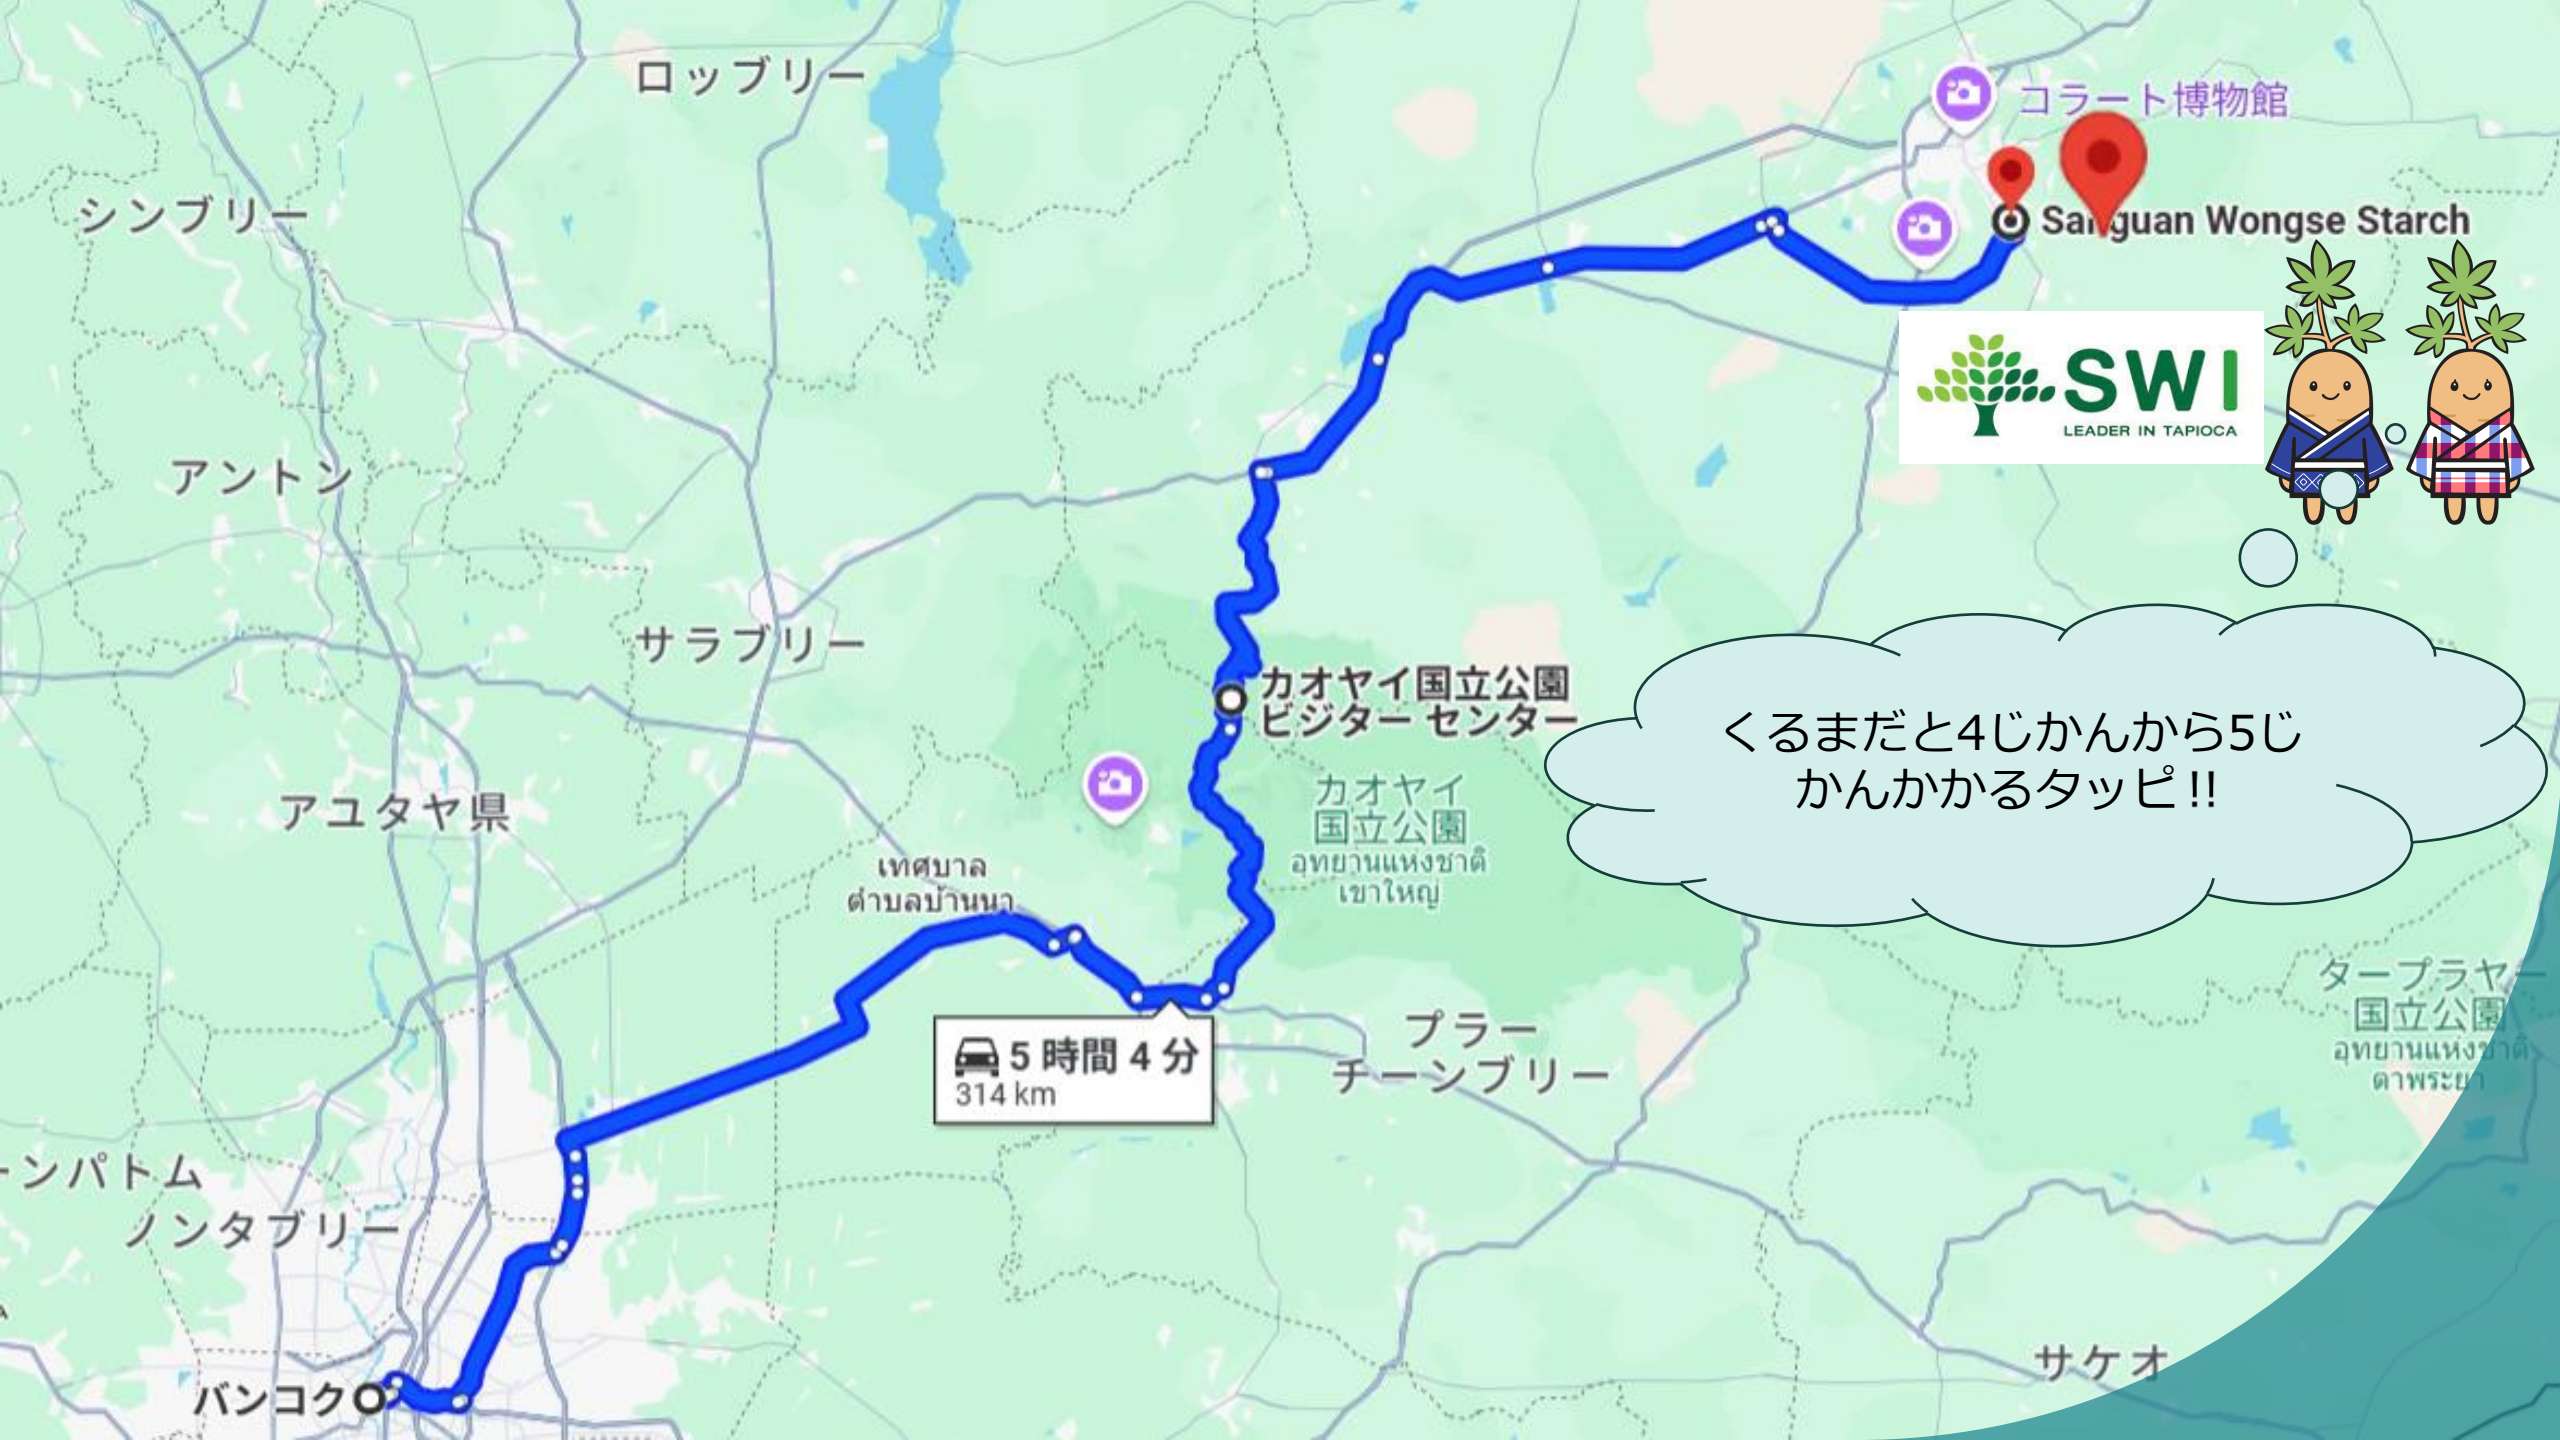 ロッブリー
コラート博物館
シンブリー
Sanguan Wongse Starch
SWI
LEADER IN TAPIOCA
アントン
サラブリー
カオヤイ国立公園
ビジター センター
くるまだと4じかんから5じ
かんかかるタッピ!!
カオヤイ
国立公園
อุทยานแห่งชาติ
เขาใหญ่
アユタヤ県
เทศบาล
ตำบลบ้านนา
タープラヤー
国立公園
อุทยานแห่งชาติ
ตาพระยา
プラー
チーンブリー
5 時間 4 分
314 km
ーンパトム
ノンタブリー
サケオ
バンコク